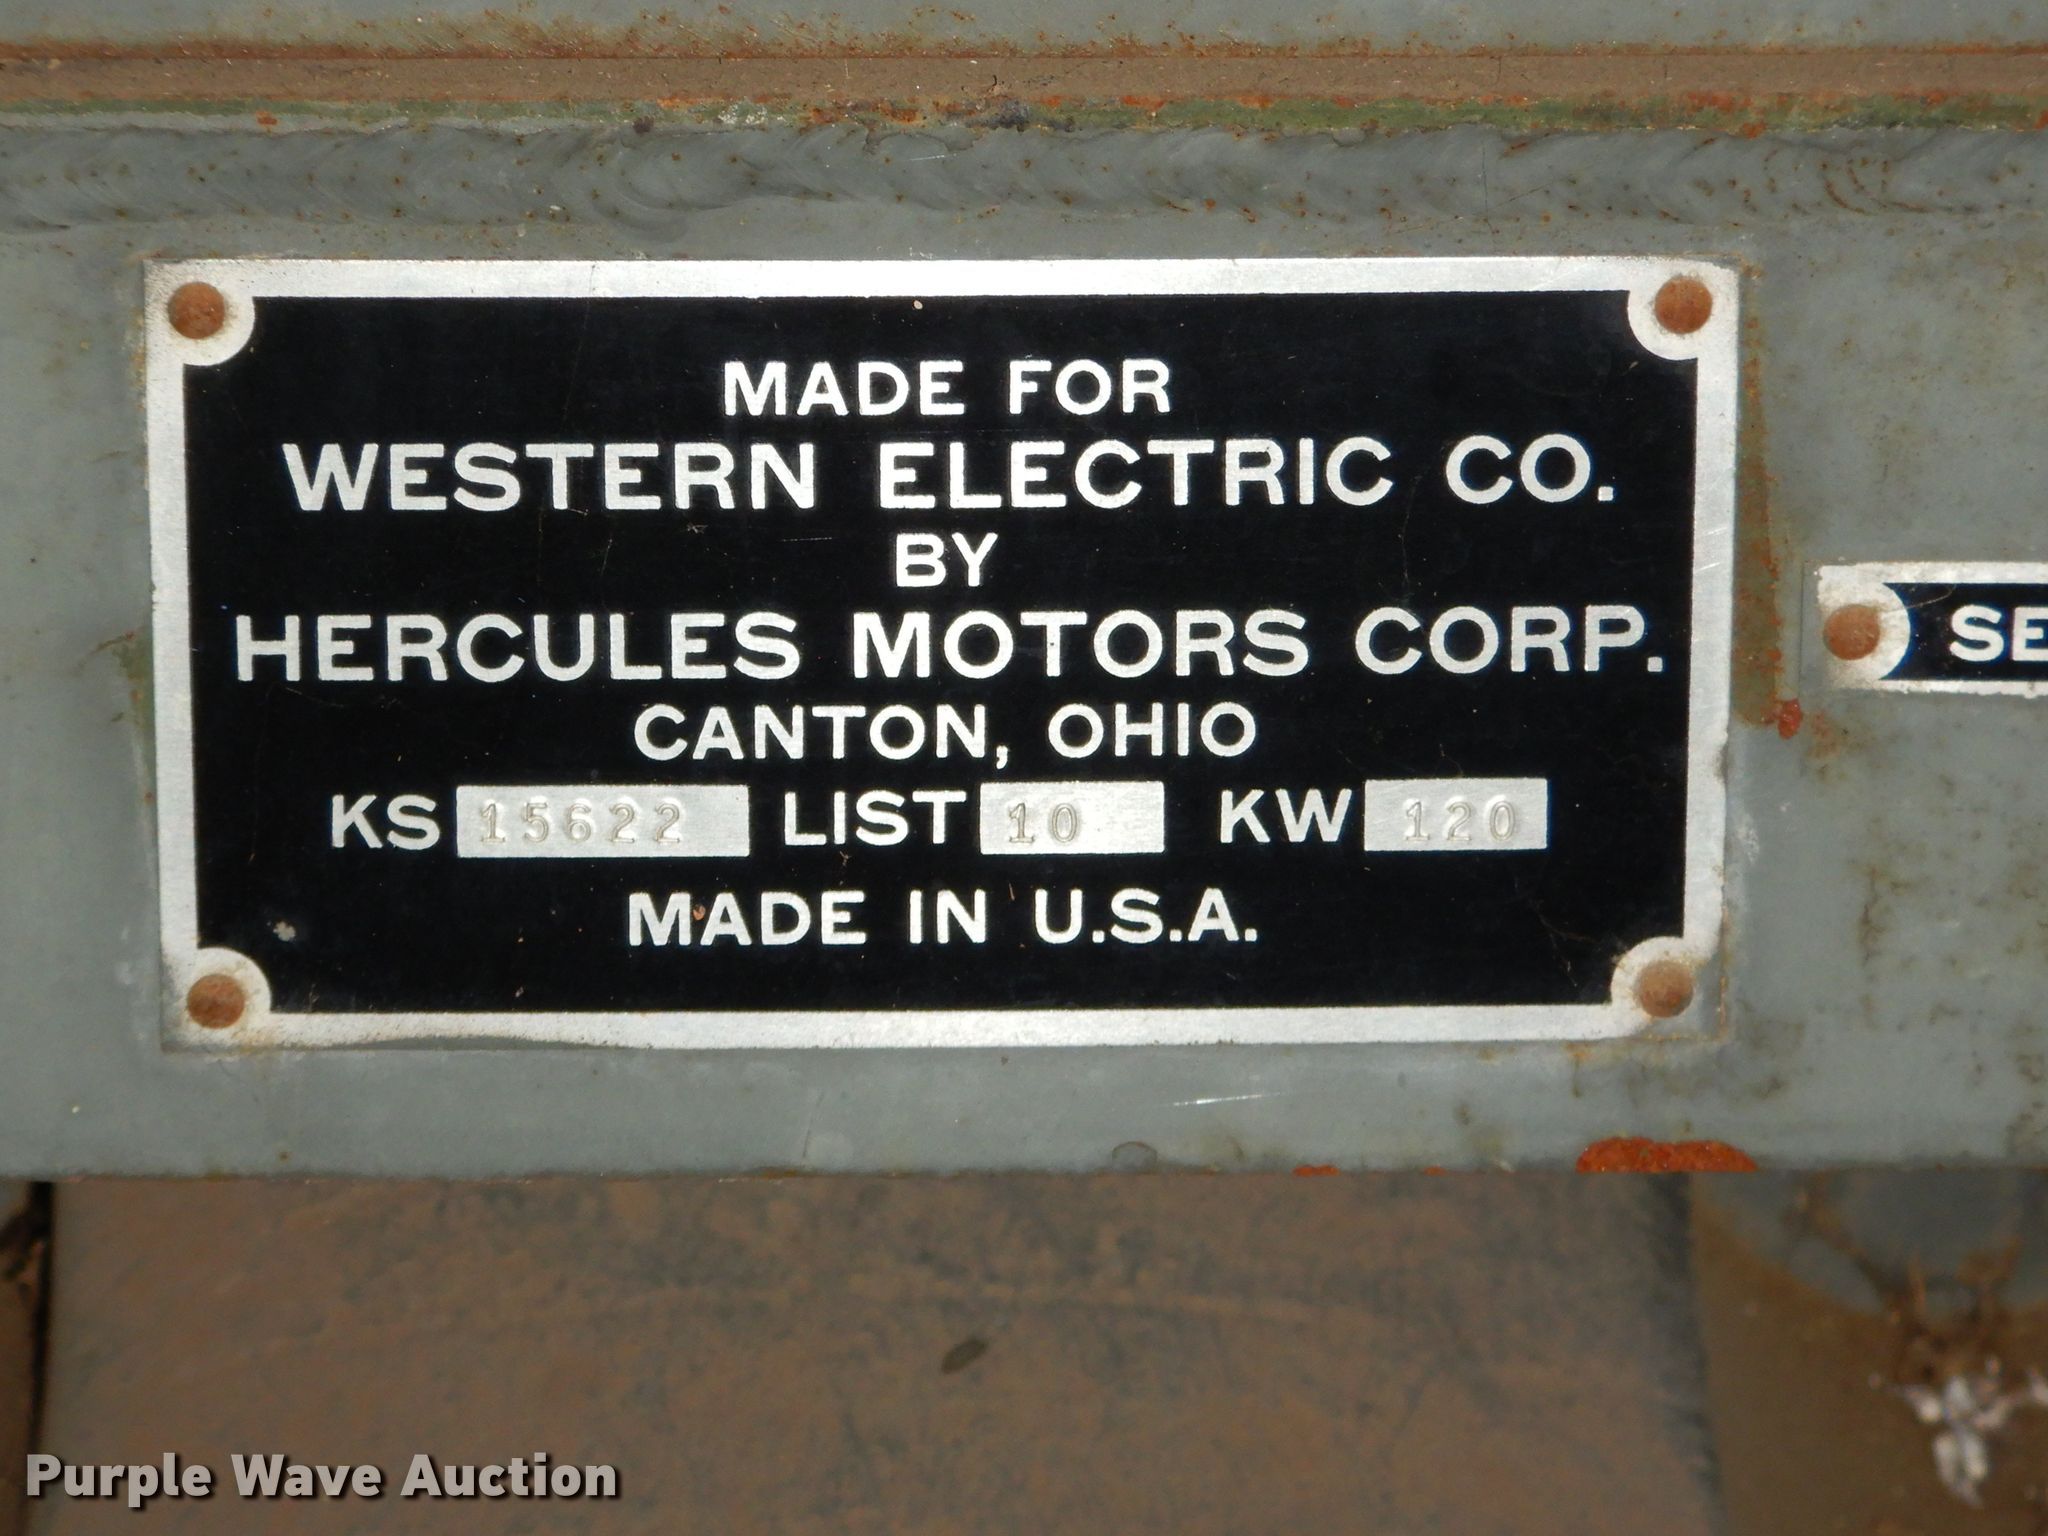 MADE FOR
WESTERN ELECTRIC CO.
BY
HERCULES MOTORS CORP.
CANTON, OHIO
KS 15622 LIST 10 KW 120
MADE IN U.S.A.
SE
Purple Wave Auction